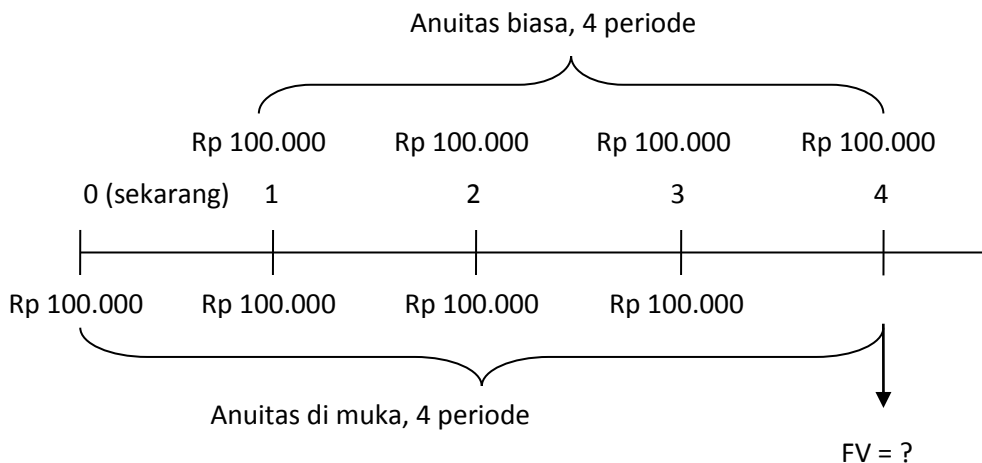 Anuitas biasa, 4 periode
Rp 100.000 Rp 100.000 Rp 100.000 Rp 100.000
0 (sekarang) 1 2 3 4
Rp 100.000 Rp 100.000 Rp 100.000 Rp 100.000
Anuitas di muka, 4 periode
FV = ?